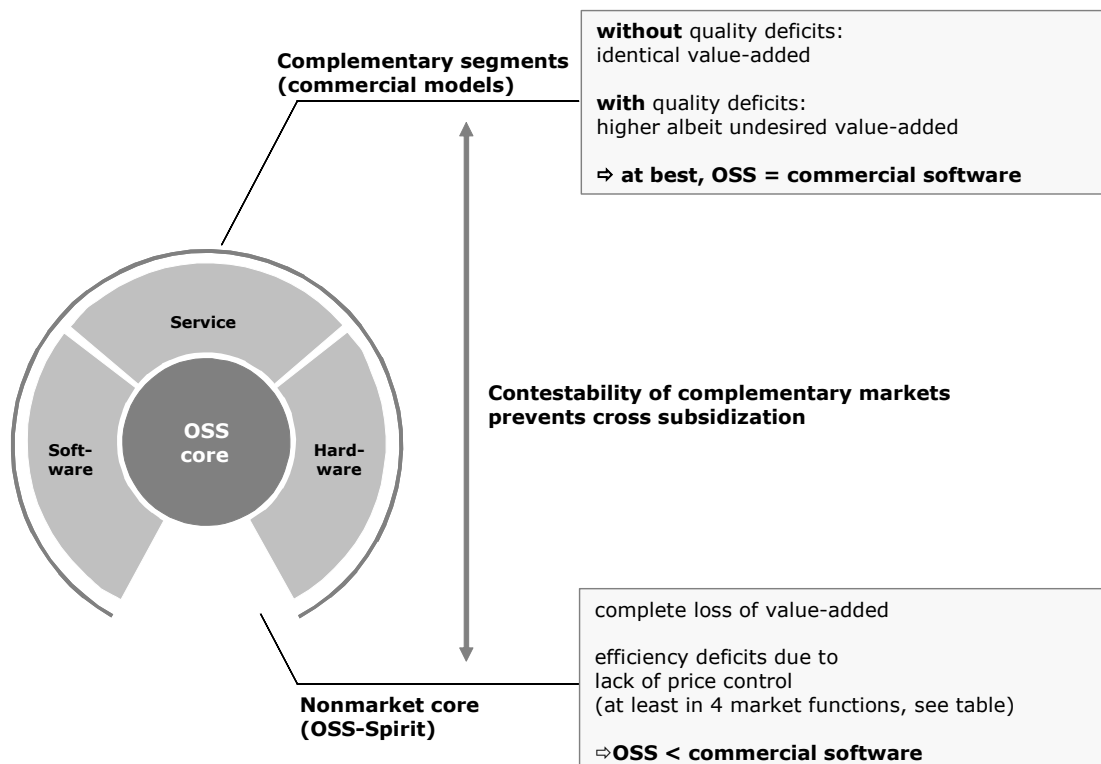 without quality deficits:
identical value-added
with quality deficits:
higher albeit undesired value-added
⇨ at best, OSS = commercial software
Complementary segments
(commercial models)
Service
OSS
core
Soft-
ware
Hard-
ware
Contestability of complementary markets
prevents cross subsidization
complete loss of value-added
efficiency deficits due to
lack of price control
(at least in 4 market functions, see table)
⇨OSS < commercial software
Nonmarket core
(OSS-Spirit)